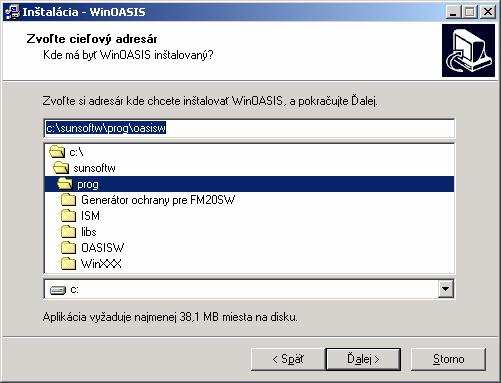 Inštalácia - WinOASIS
Zvoľte cieľový adresár
Kde má byť WinOASIS inštalovaný?
Zvoľte si adresár kde chcete inštalovať WinOASIS, a pokračujte Ďalej.
c:\sunsoftw\prog\oasisw
c:\
sunsoftw
prog
Generátor ochrany pre FM20SW
ISM
libs
OASISW
WinXXX
c:
Aplikácia vyžaduje najmenej 38,1 MB miesta na disku.
< Späť
Ďalej >
Storno